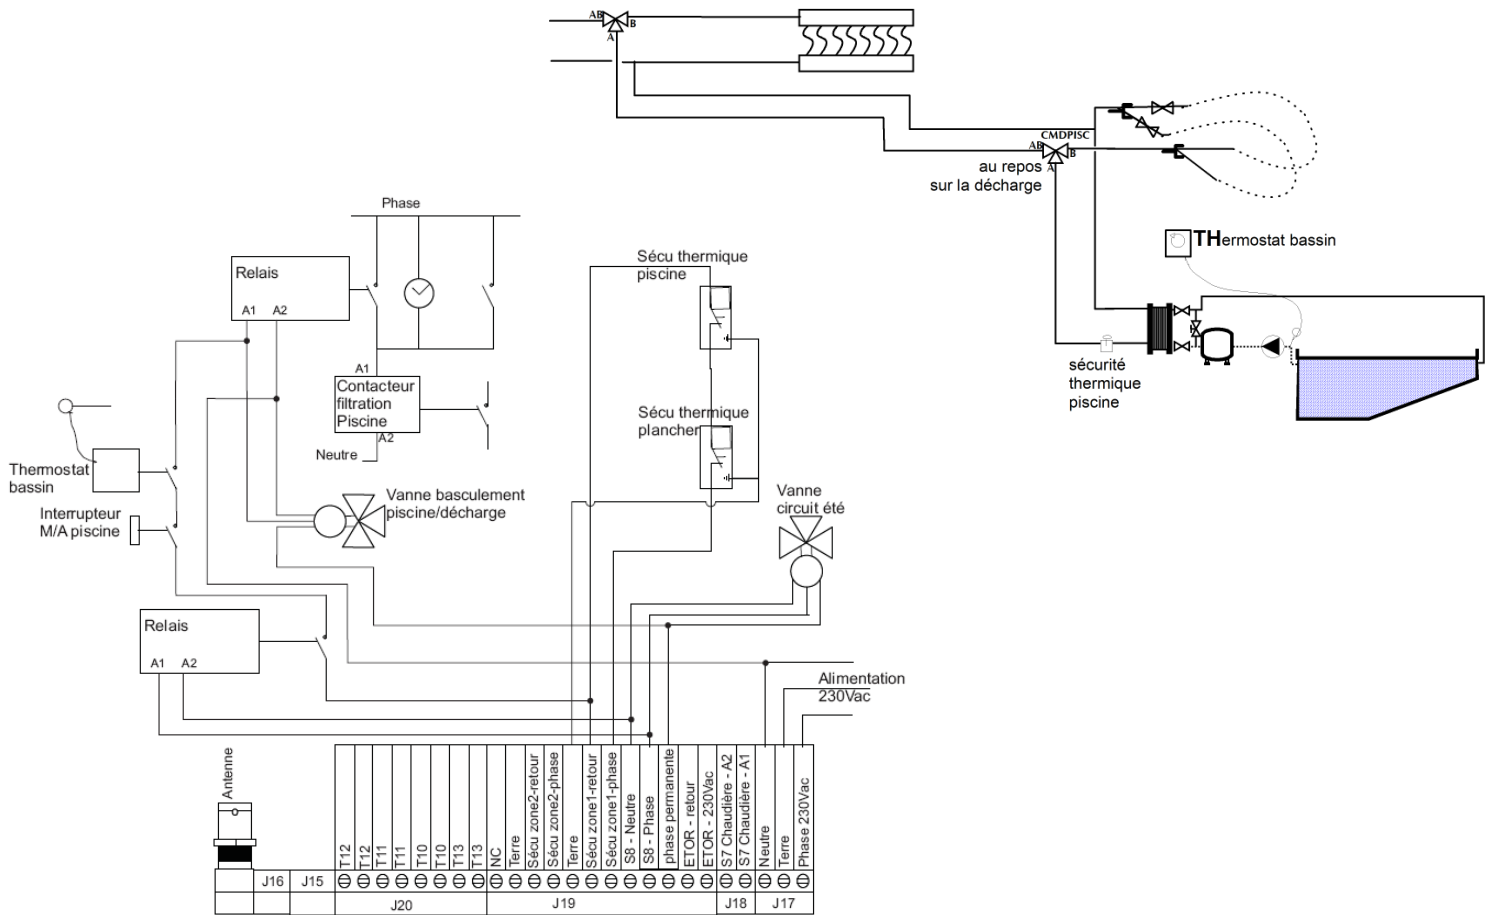 AB
B
A
CMDPISC
AB
B
A
au repos
sur la décharge
THermostat bassin
sécurité
thermique
piscine
Phase
Relais
A1 A2
A1
Contacteur
filtration
Piscine
A2
Neutre
Sécu thermique
piscine
Sécu thermique
plancher
Thermostat
bassin
Interrupteur
M/A piscine
Vanne basculement
piscine/décharge
Vanne
circuit été
Relais
A1 A2
Alimentation
230Vac
Antenne
T12
T12
T11
T11
T10
T10
T13
T13
NC
Terre
Sécu zone2-retour
Sécu zone2-phase
Terre
Sécu zone1-retour
Sécu zone1-phase
S8 - Neutre
S8 - Phase
phase permanente
ETOR - retour
ETOR - 230Vac
S7 Chaudière - A2
S7 Chaudière - A1
Neutre
Terre
Phase 230Vac
J16 J15
J20 J19 J18 J17